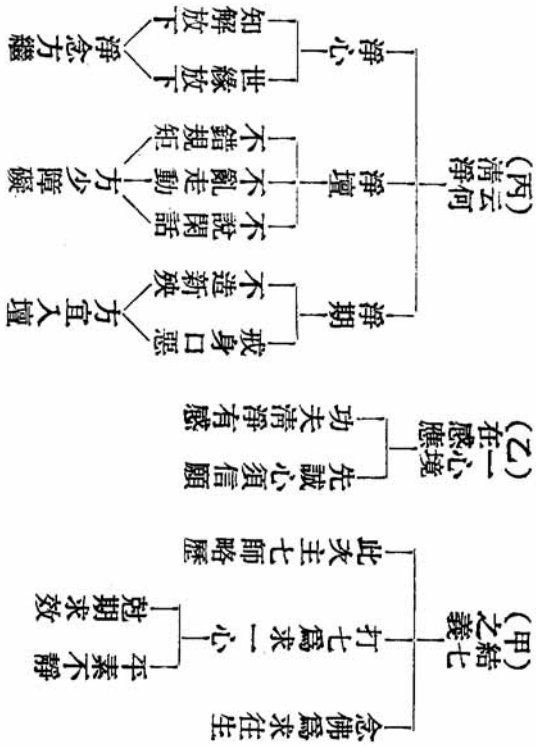 (甲)結七
之義
念佛爲求往生
打七爲求一心
平素不靜
尅期求效
此次主七師略歷
(乙)一心境
在感應
先誠心須信願
功夫清淨有感
(丙)云何
清淨
淨期
戒身口惡
不造新殃
方宜入壇
淨壇
不說閑話
不亂走動
不錯規矩
方少障礙
淨心
世緣放下
知解放下
淨念方繼